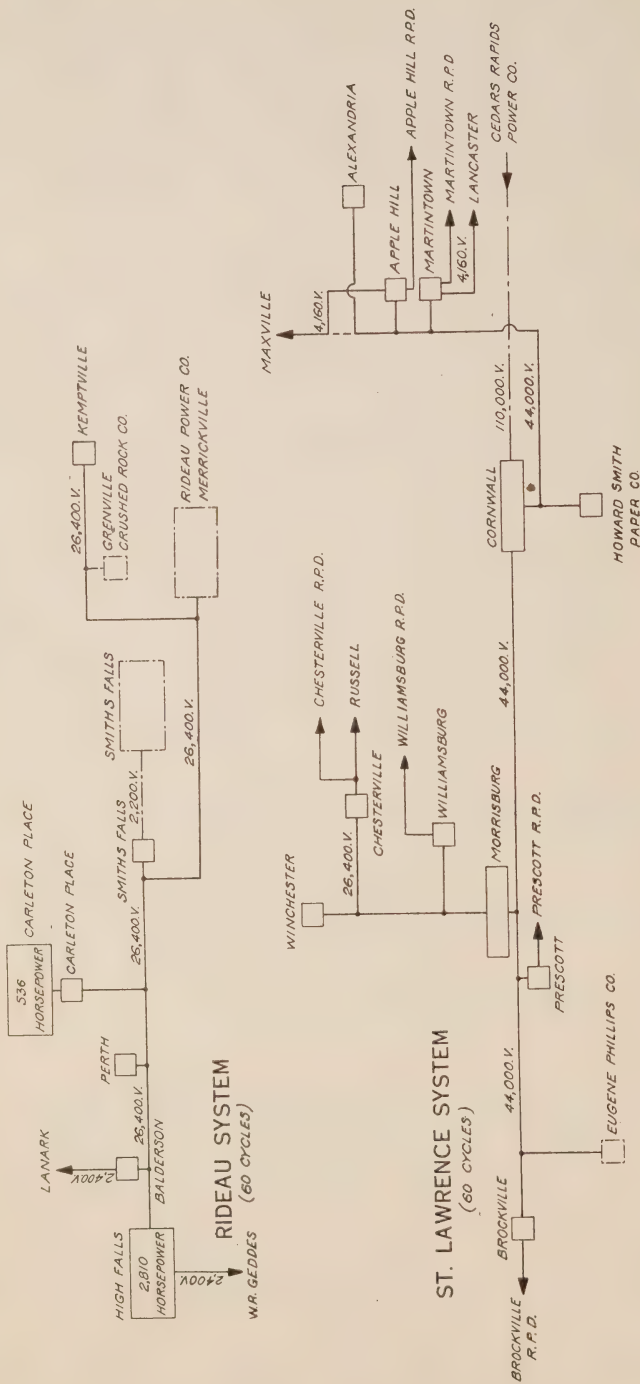 536
HORSEPOWER
CARLETON PLACE
CARLETON PLACE
LANARK
2,400V.
PERTH
26,400.V.
BALDERSON
HIGH FALLS
2,810
HORSEPOWER
2,400V.
W.R. GEDDES
26,400.V.
SMITHS FALLS
2,200.V.
SMITHS FALLS
26,400.V.
KEMPTVILLE
GRENVILLE
CRUSHED ROCK CO.
26,400.V.
RIDEAU POWER CO.
MERRICKVILLE
RIDEAU SYSTEM
(60 CYCLES)
WINCHESTER
26,400.V.
CHESTERVILLE
CHESTERVILLE R.P.D.
RUSSELL
WILLIAMSBURG R.P.D.
WILLIAMSBURG
MORRISBURG
44,000.V.
CORNWALL
110,000.V.
44,000.V.
HOWARD SMITH
PAPER CO.
MAXVILLE
4,160.V.
ALEXANDRIA
APPLE HILL
APPLE HILL R.P.D.
MARTINTOWN
MARTINTOWN R.P.D
4,160.V.
LANCASTER
CEDARS RAPIDS
POWER CO.
ST. LAWRENCE SYSTEM
(60 CYCLES)
44,000.V.
PRESCOTT
PRESCOTT R.P.D.
BROCKVILLE
BROCKVILLE
R.P.D.
EUGENE PHILLIPS CO.